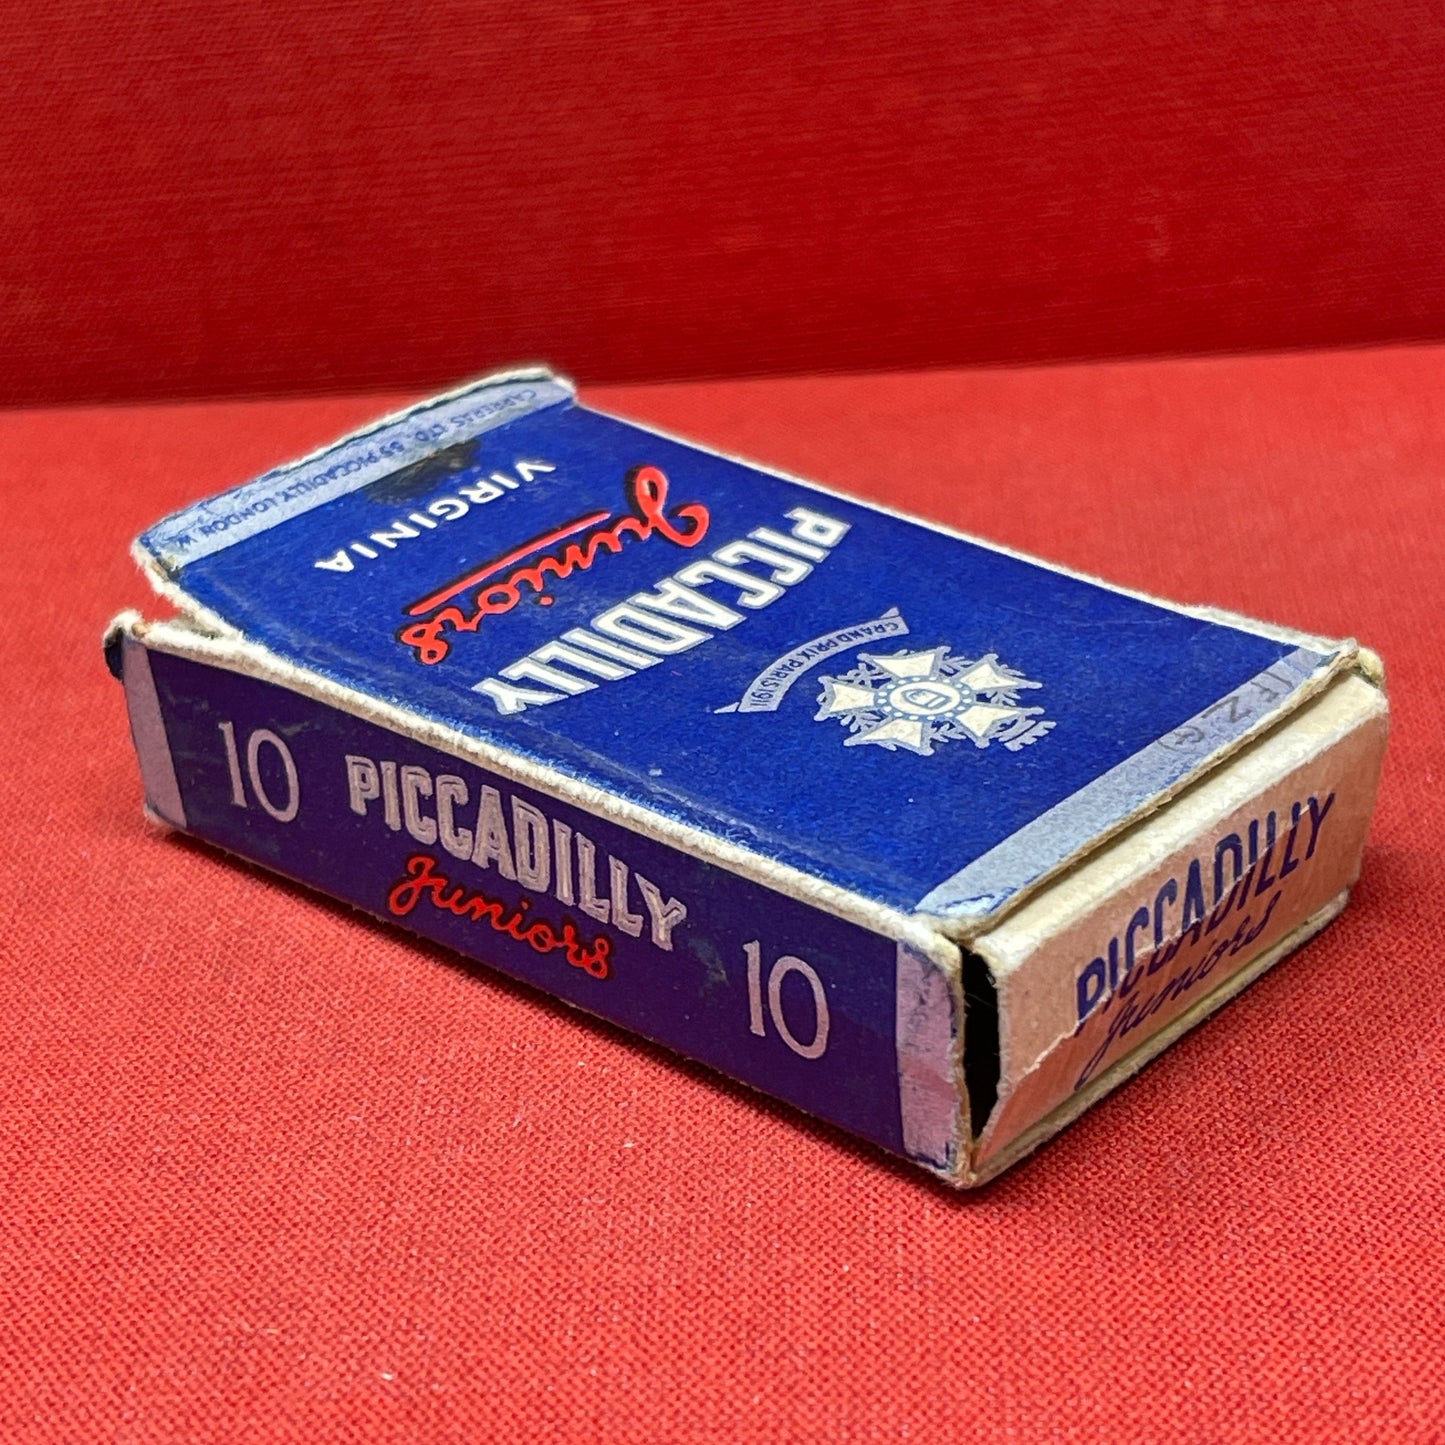 GRAND PRIX PARIS 1911
PICCADILLY
Juniors
VIRGINIA
CARRERAS LTD. 55 PICCADILLY, LONDON W.
10 PICCADILLY 10
Juniors
PICCADILLY
Juniors